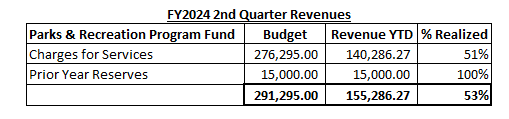 FY2024 2nd Quarter Revenues
Parks & Recreation Program Fund Budget Revenue YTD % Realized
Charges for Services 276,295.00 140,286.27 51%
Prior Year Reserves 15,000.00 15,000.00 100%
291,295.00 155,286.27 53%